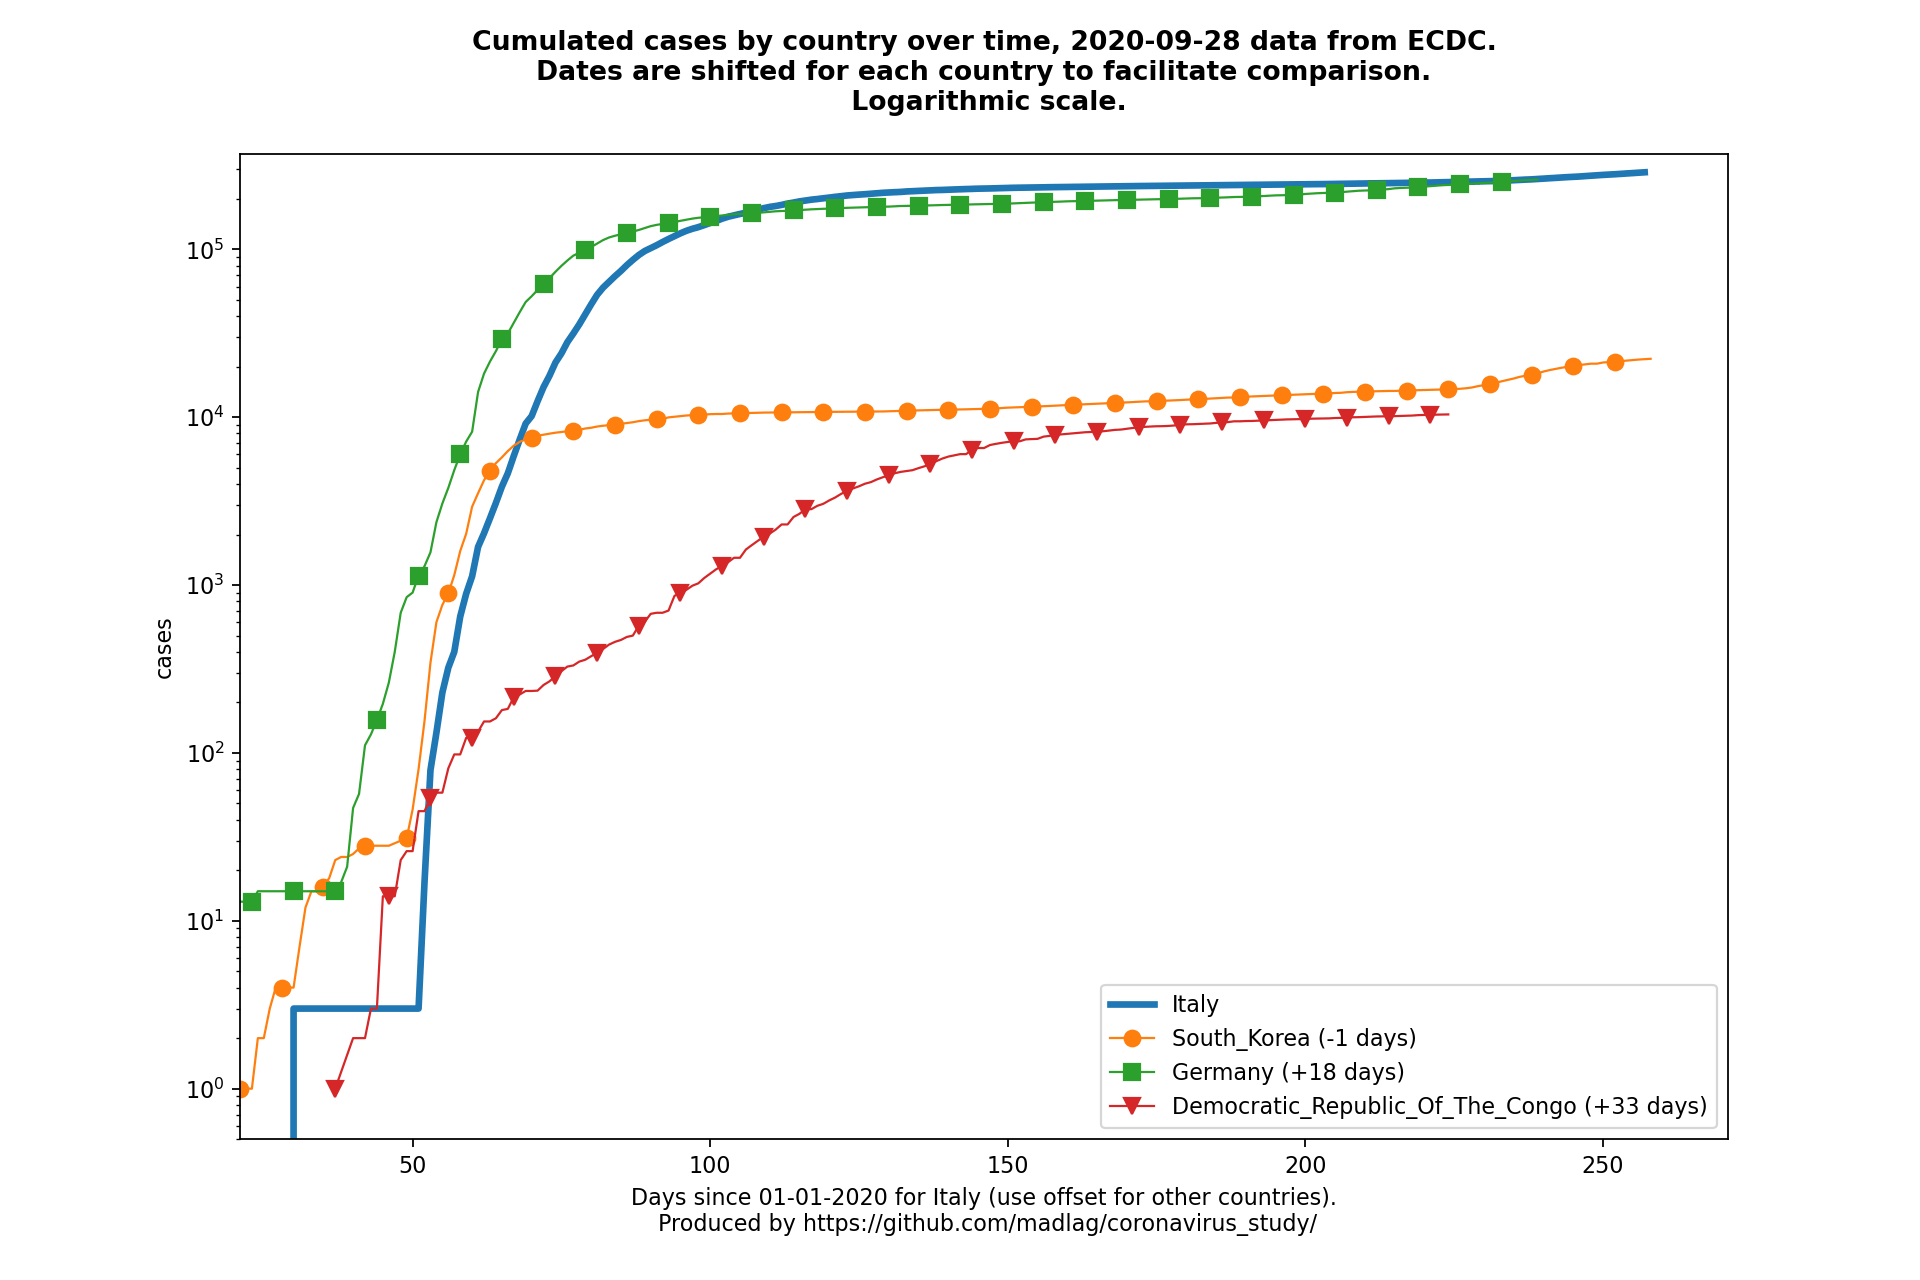 Cumulated cases by country over time, 2020-09-28 data from ECDC.
Dates are shifted for each country to facilitate comparison.
Logarithmic scale.
10^5
10^4
10^3
10^2
10^1
10^0
cases
Italy
South_Korea (-1 days)
Germany (+18 days)
Democratic_Republic_Of_The_Congo (+33 days)
50 100 150 200 250
Days since 01-01-2020 for Italy (use offset for other countries).
Produced by https://github.com/madlag/coronavirus_study/